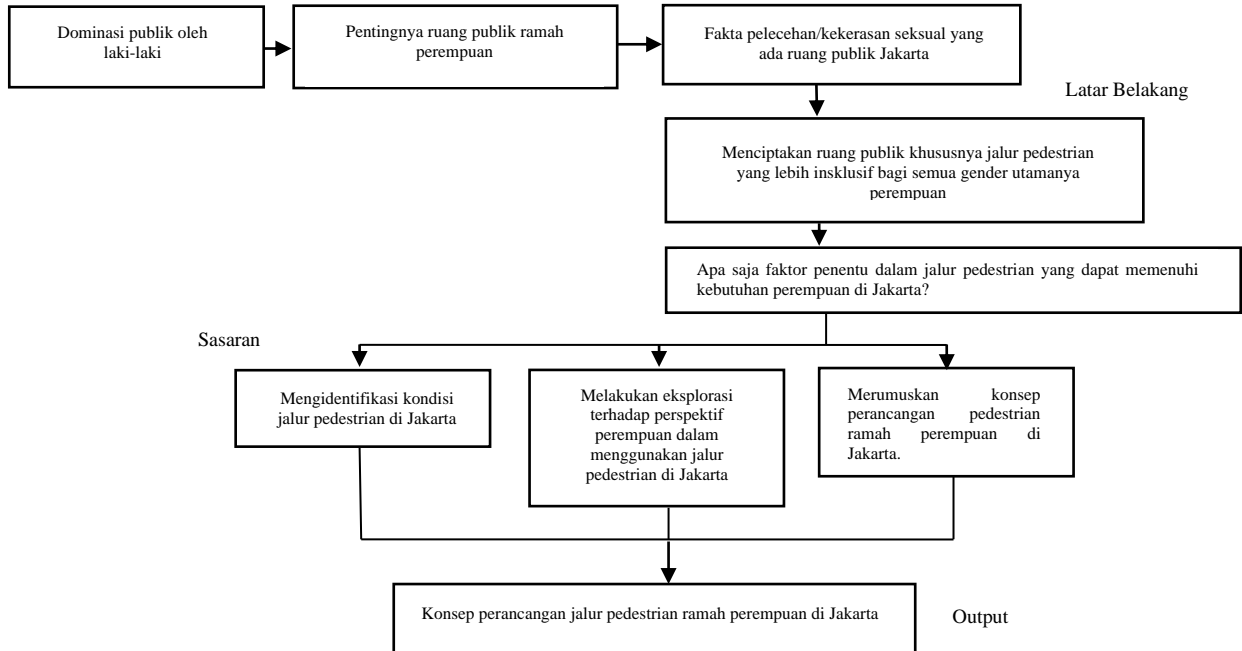 Dominasi publik oleh
laki-laki
Pentingnya ruang publik ramah
perempuan
Fakta pelecehan/kekerasan seksual yang
ada ruang publik Jakarta
Latar Belakang
Menciptakan ruang publik khususnya jalur pedestrian
yang lebih insklusif bagi semua gender utamanya
perempuan
Apa saja faktor penentu dalam jalur pedestrian yang dapat memenuhi
kebutuhan perempuan di Jakarta?
Sasaran
Mengidentifikasi kondisi
jalur pedestrian di Jakarta
Melakukan eksplorasi
terhadap perspektif
perempuan dalam
menggunakan jalur
pedestrian di Jakarta
Merumuskan konsep
perancangan pedestrian
ramah perempuan di
Jakarta.
Konsep perancangan jalur pedestrian ramah perempuan di Jakarta
Output